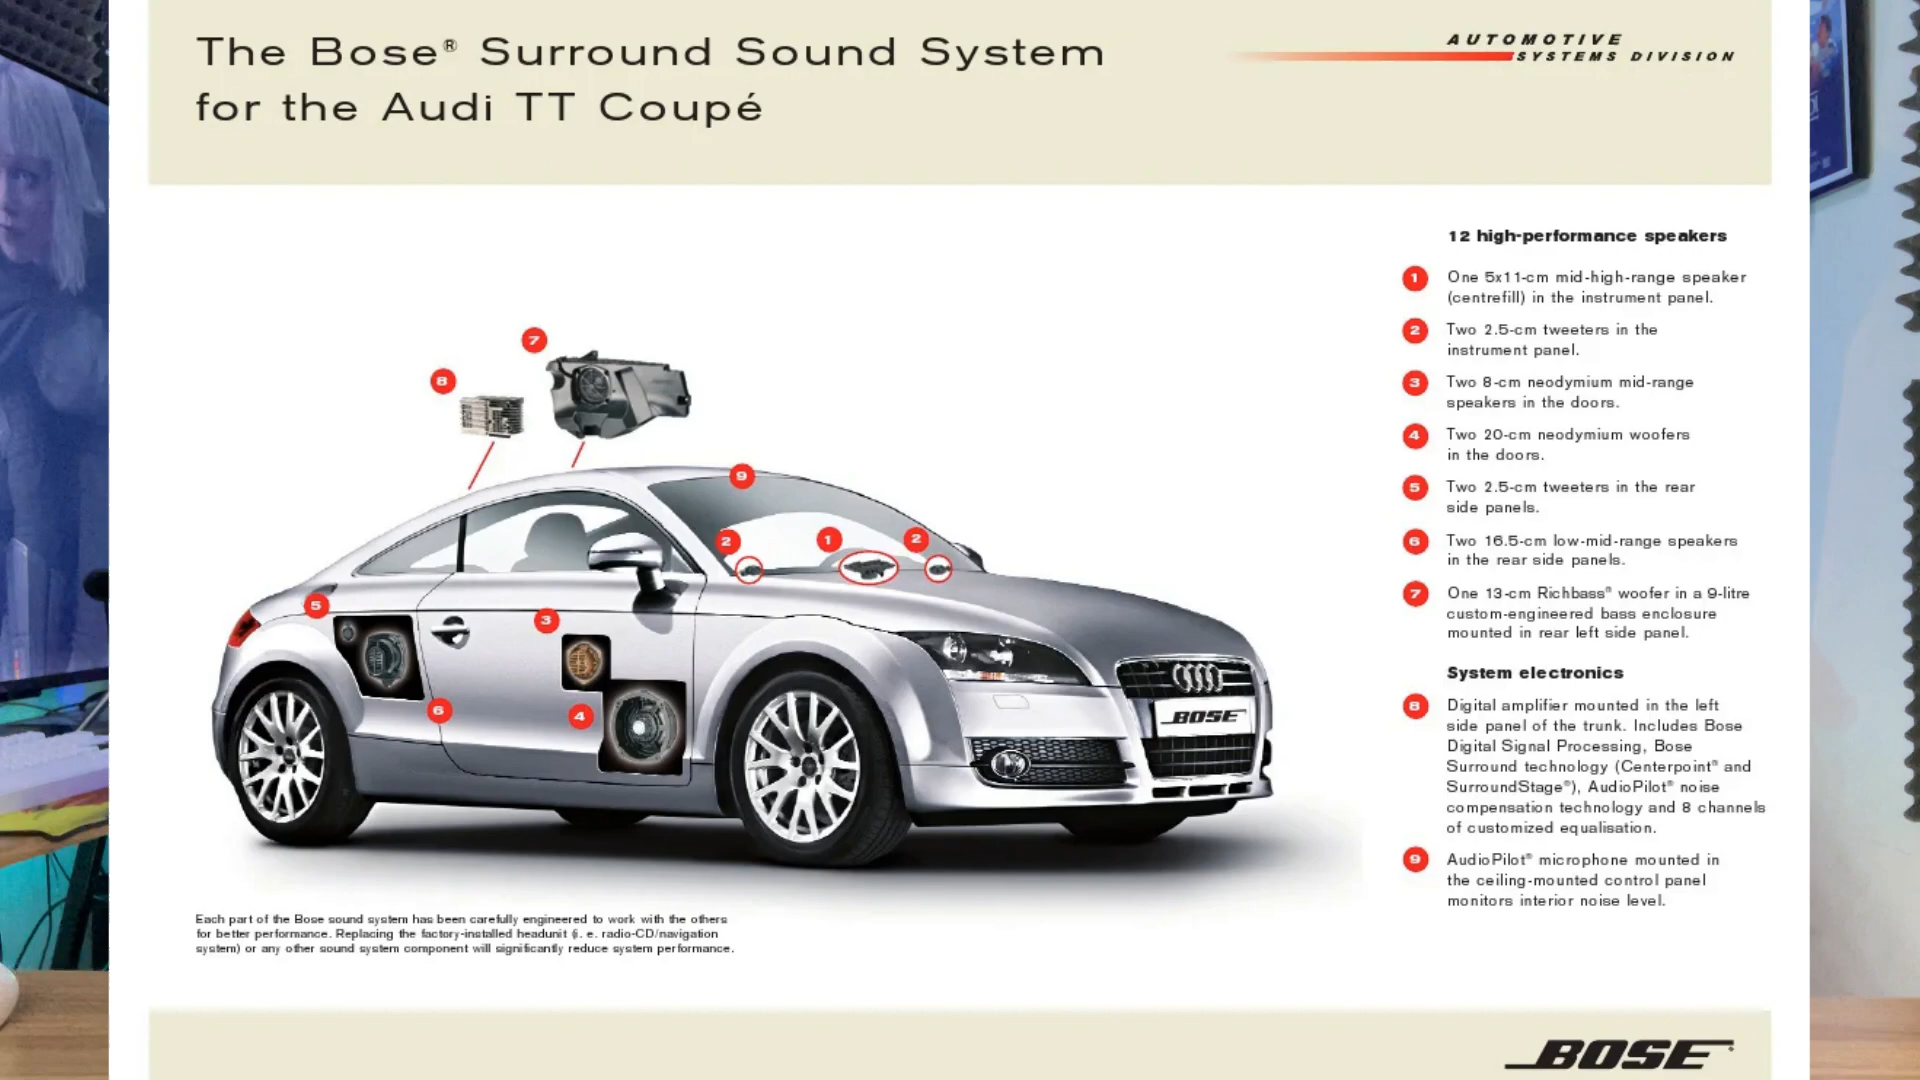 The Bose® Surround Sound System
for the Audi TT Coupé
AUTOMOTIVE
SYSTEMS DIVISION
12 high-performance speakers
1 One 5x11-cm mid-high-range speaker
(centrefill) in the instrument panel.
2 Two 2.5-cm tweeters in the
instrument panel.
3 Two 8-cm neodymium mid-range
speakers in the doors.
4 Two 20-cm neodymium woofers
in the doors.
5 Two 2.5-cm tweeters in the rear
side panels.
6 Two 16.5-cm low-mid-range speakers
in the rear side panels.
7 One 13-cm Richbass® woofer in a 9-litre
custom-engineered bass enclosure
mounted in rear left side panel.
System electronics
8 Digital amplifier mounted in the left
side panel of the trunk. Includes Bose
Digital Signal Processing, Bose
Surround technology (Centerpoint® and
SurroundStage®), AudioPilot® noise
compensation technology and 8 channels
of customized equalisation.
9 AudioPilot® microphone mounted in
the ceiling-mounted control panel
monitors interior noise level.
7
8
9
2
1
2
5
3
6
4
BOSE
Each part of the Bose sound system has been carefully engineered to work with the others
for better performance. Replacing the factory-installed headunit (i. e. radio-CD/navigation
system) or any other sound system component will significantly reduce system performance.
BOSE